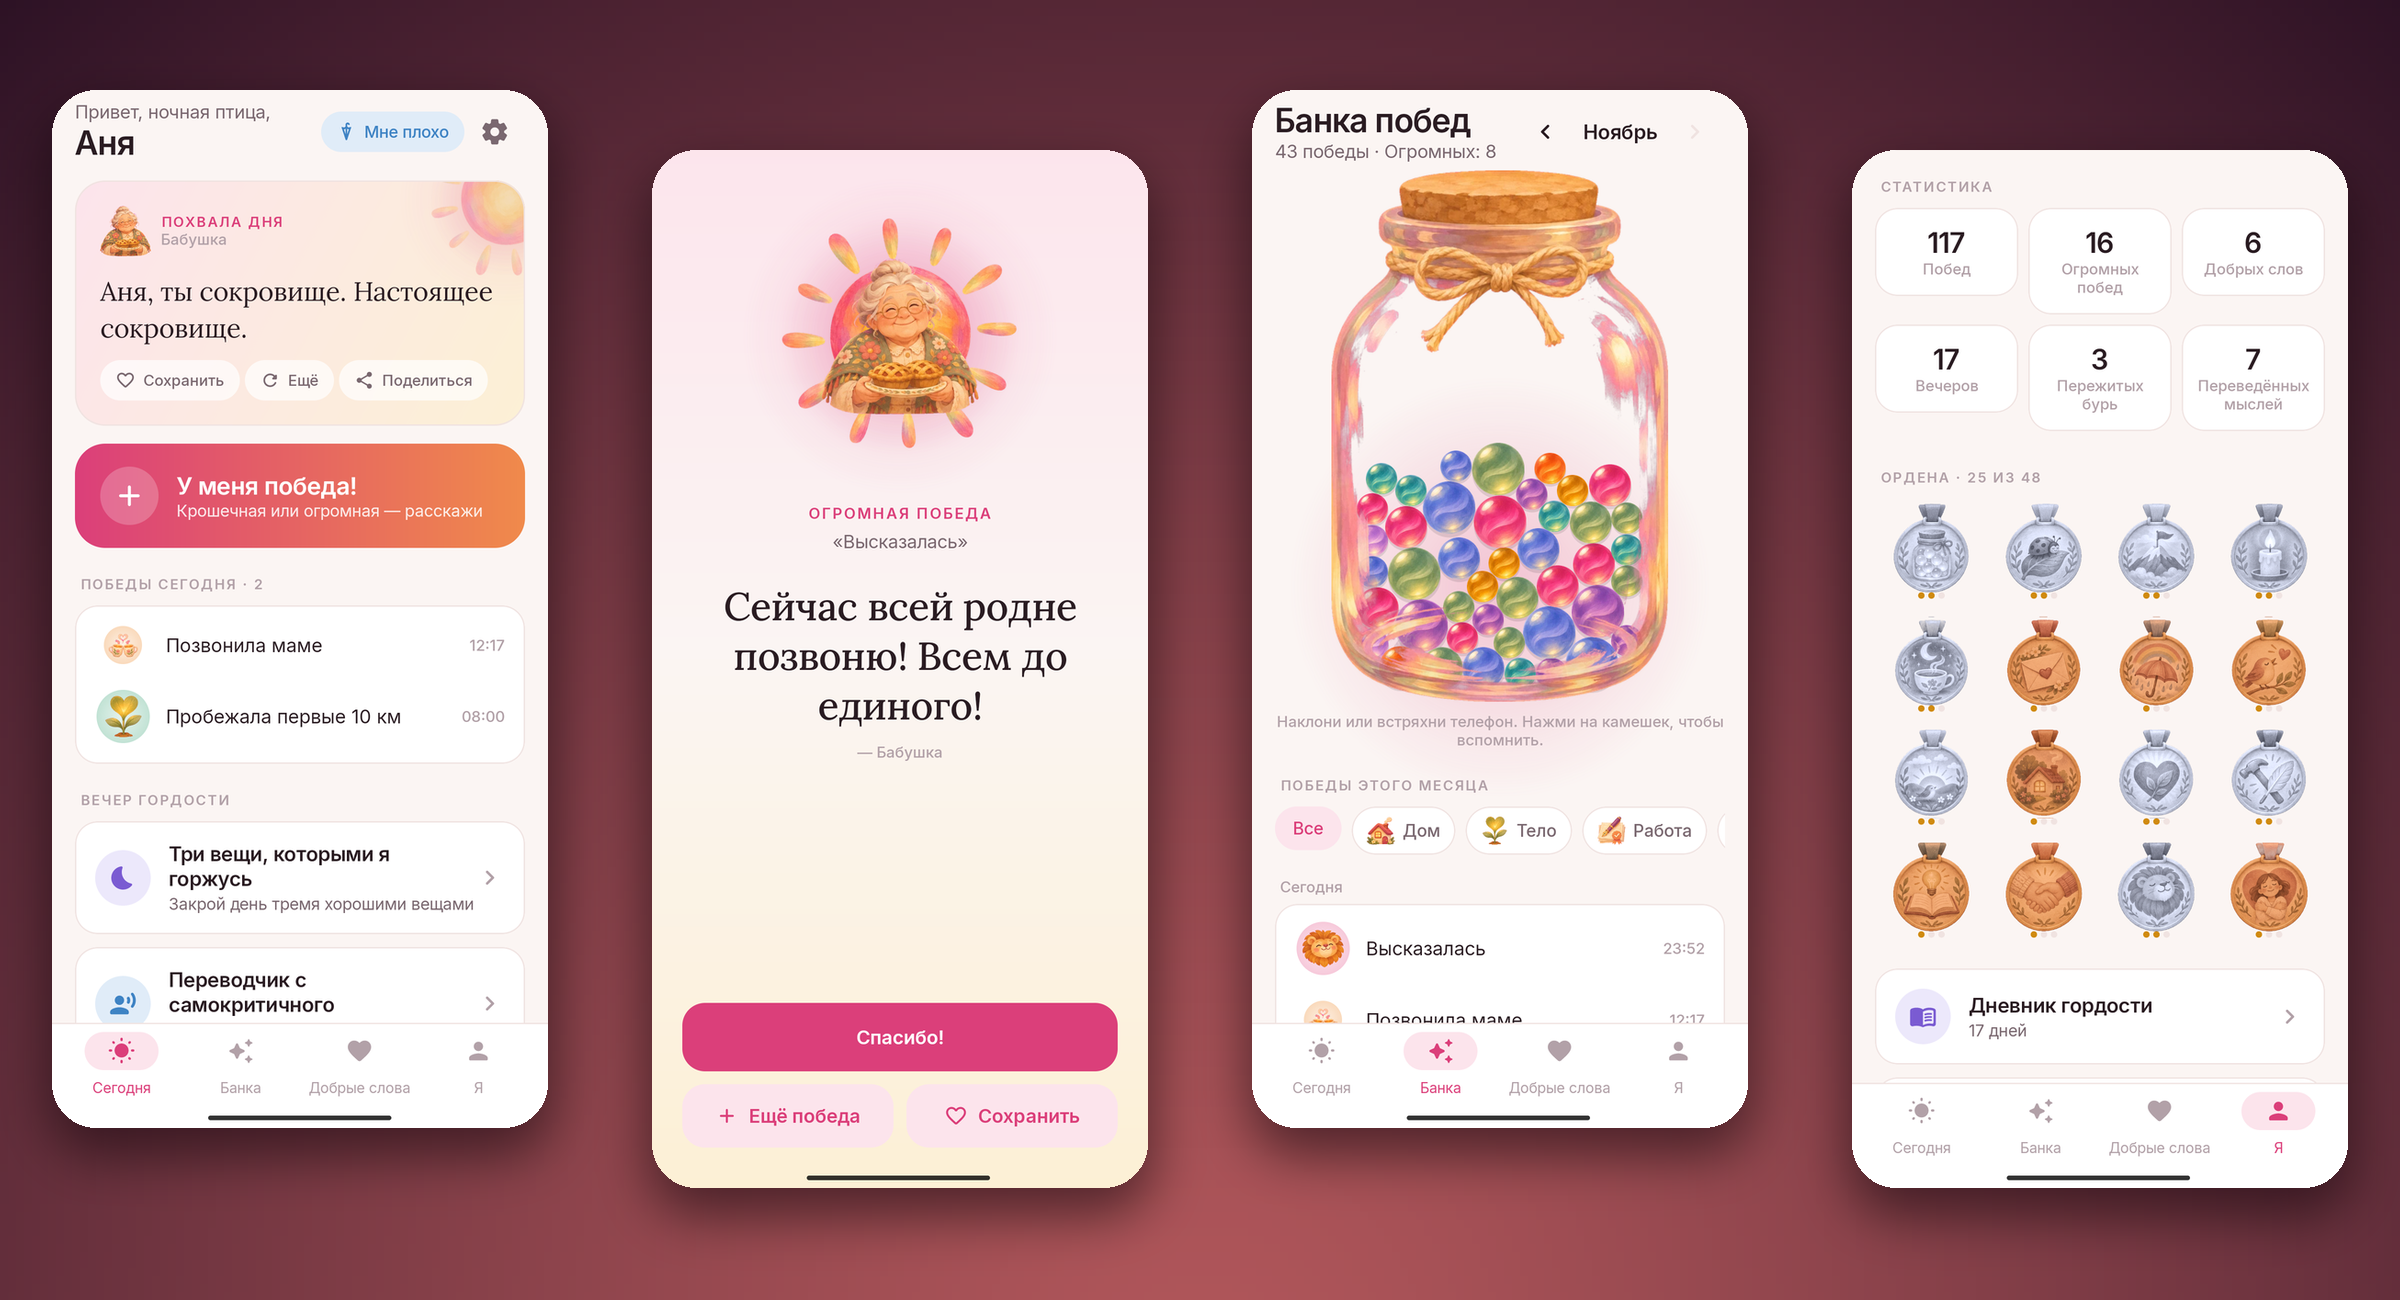 Привет, ночная птица,
Аня
Мне плохо
ПОХВАЛА ДНЯ
Бабушка
Аня, ты сокровище. Настоящее
сокровище.
Сохранить
Ещё
Поделиться
У меня победа!
Крошечная или огромная — расскажи
ПОБЕДЫ СЕГОДНЯ · 2
Позвонила маме
12:17
Пробежала первые 10 км
08:00
ВЕЧЕР ГОРДОСТИ
Три вещи, которыми я
горжусь
Закрой день тремя хорошими вещами
Переводчик с
самокритичного
Сегодня
Банка
Добрые слова
Я
ОГРОМНАЯ ПОБЕДА
«Высказалась»
Сейчас всей родне
позвоню! Всем до
единого!
— Бабушка
Спасибо!
Ещё победа
Сохранить
Банка побед
43 победы · Огромных: 8
Ноябрь
Наклони или встряхни телефон. Нажми на камешек, чтобы
вспомнить.
ПОБЕДЫ ЭТОГО МЕСЯЦА
Все
Дом
Тело
Работа
Сегодня
Высказалась
23:52
Позвонила маме
12:17
Сегодня
Банка
Добрые слова
Я
СТАТИСТИКА
117
Побед
16
Огромных
побед
6
Добрых слов
17
Вечеров
3
Пережитых
бурь
7
Переведённых
мыслей
ОРДЕНА · 25 ИЗ 48
Дневник гордости
17 дней
Сегодня
Банка
Добрые слова
Я